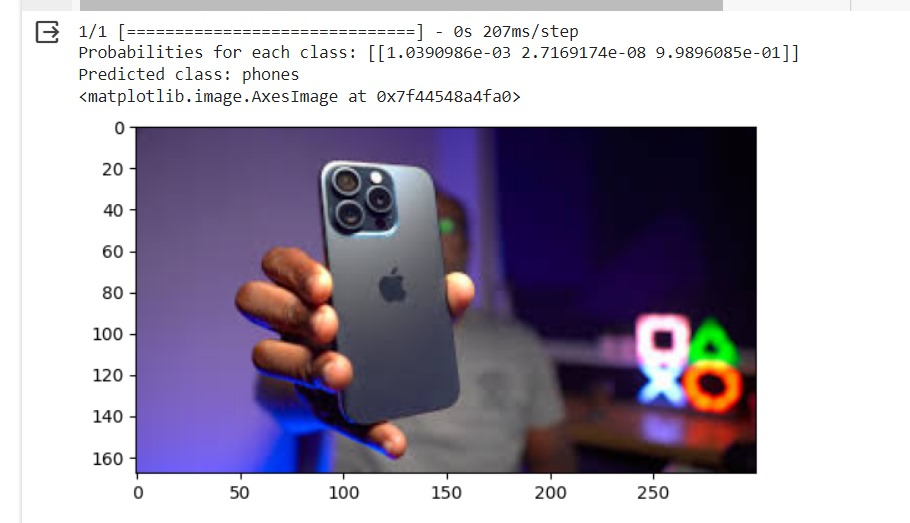 1/1 [==============================] - 0s 207ms/step
Probabilities for each class: [[1.0390986e-03 2.7169174e-08 9.9896085e-01]]
Predicted class: phones
<matplotlib.image.AxesImage at 0x7f44548a4fa0>
0
20
40
60
80
100
120
140
160
0 50 100 150 200 250